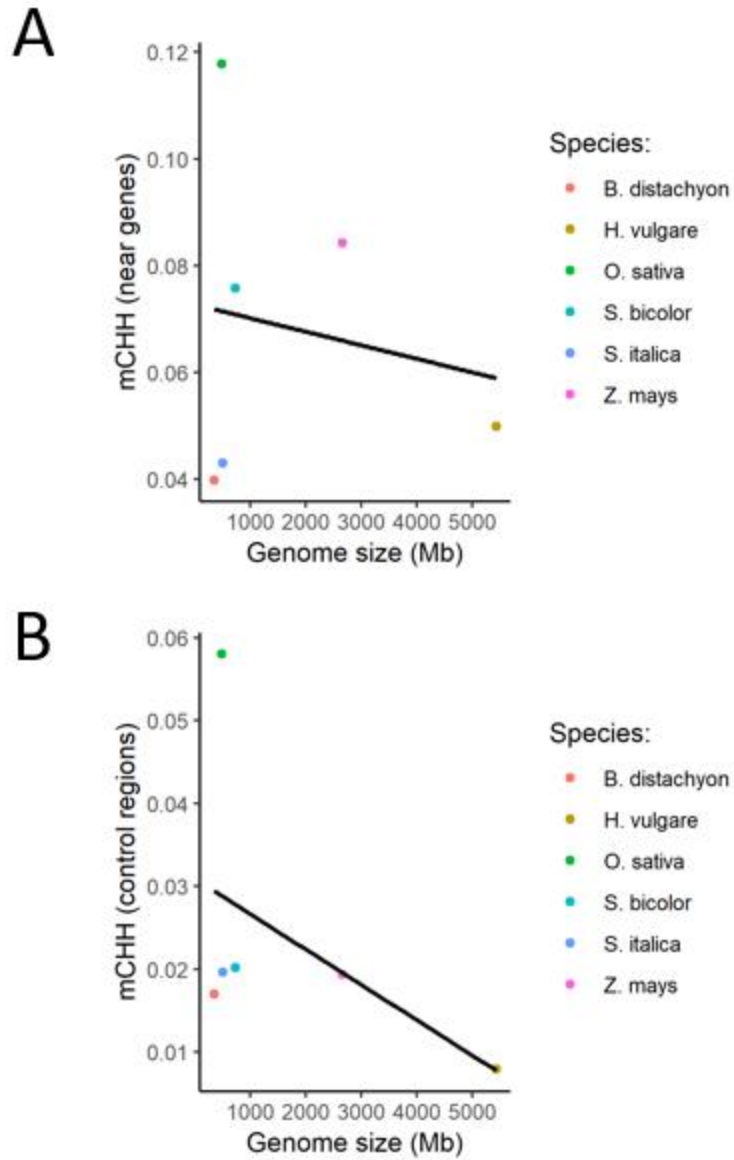 A
mCHH (near genes)
0.12
0.10
0.08
0.06
0.04
1000 2000 3000 4000 5000
Genome size (Mb)
Species:
B. distachyon
H. vulgare
O. sativa
S. bicolor
S. italica
Z. mays
B
mCHH (control regions)
0.06
0.05
0.04
0.03
0.02
0.01
1000 2000 3000 4000 5000
Genome size (Mb)
Species:
B. distachyon
H. vulgare
O. sativa
S. bicolor
S. italica
Z. mays